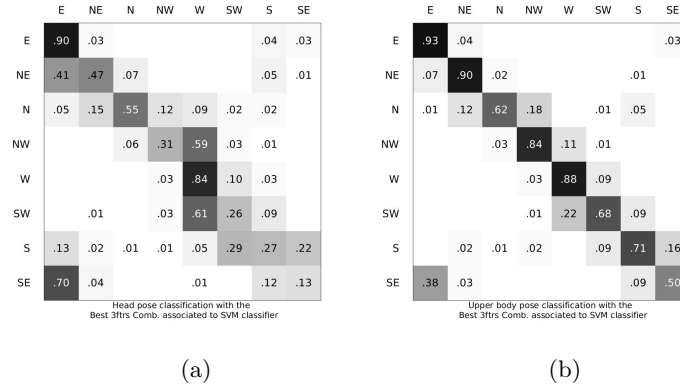 E NE N NW W SW S SE
E .90 .03 .04 .03
NE .41 .47 .07 .05 .01
N .05 .15 .55 .12 .09 .02 .02
NW .06 .31 .59 .03 .01
W .03 .84 .10 .03
SW .01 .03 .61 .26 .09
S .13 .02 .01 .01 .05 .29 .27 .22
SE .70 .04 .01 .12 .13
Head pose classification with the
Best 3ftrs Comb. associated to SVM classifier
(a)
E NE N NW W SW S SE
E .93 .04 .03
NE .07 .90 .02 .01
N .01 .12 .62 .18 .01 .05
NW .03 .84 .11 .01
W .03 .88 .09
SW .01 .22 .68 .09
S .02 .01 .02 .09 .71 .16
SE .38 .03 .09 .50
Upper body pose classification with the
Best 3ftrs Comb. associated to SVM classifier
(b)